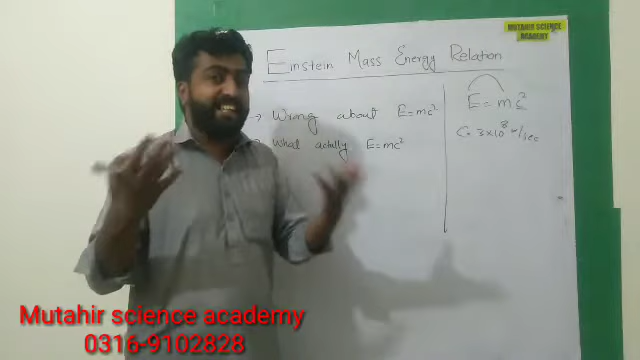 MUTAHIR SCIENCE
ACADEMY
Einstein Mass Energy Relation
→ Wrong about E=mc²
What actully E=mc²
E=mc²
C= 3×10⁸ m/sec
Mutahir science academy
0316-9102828